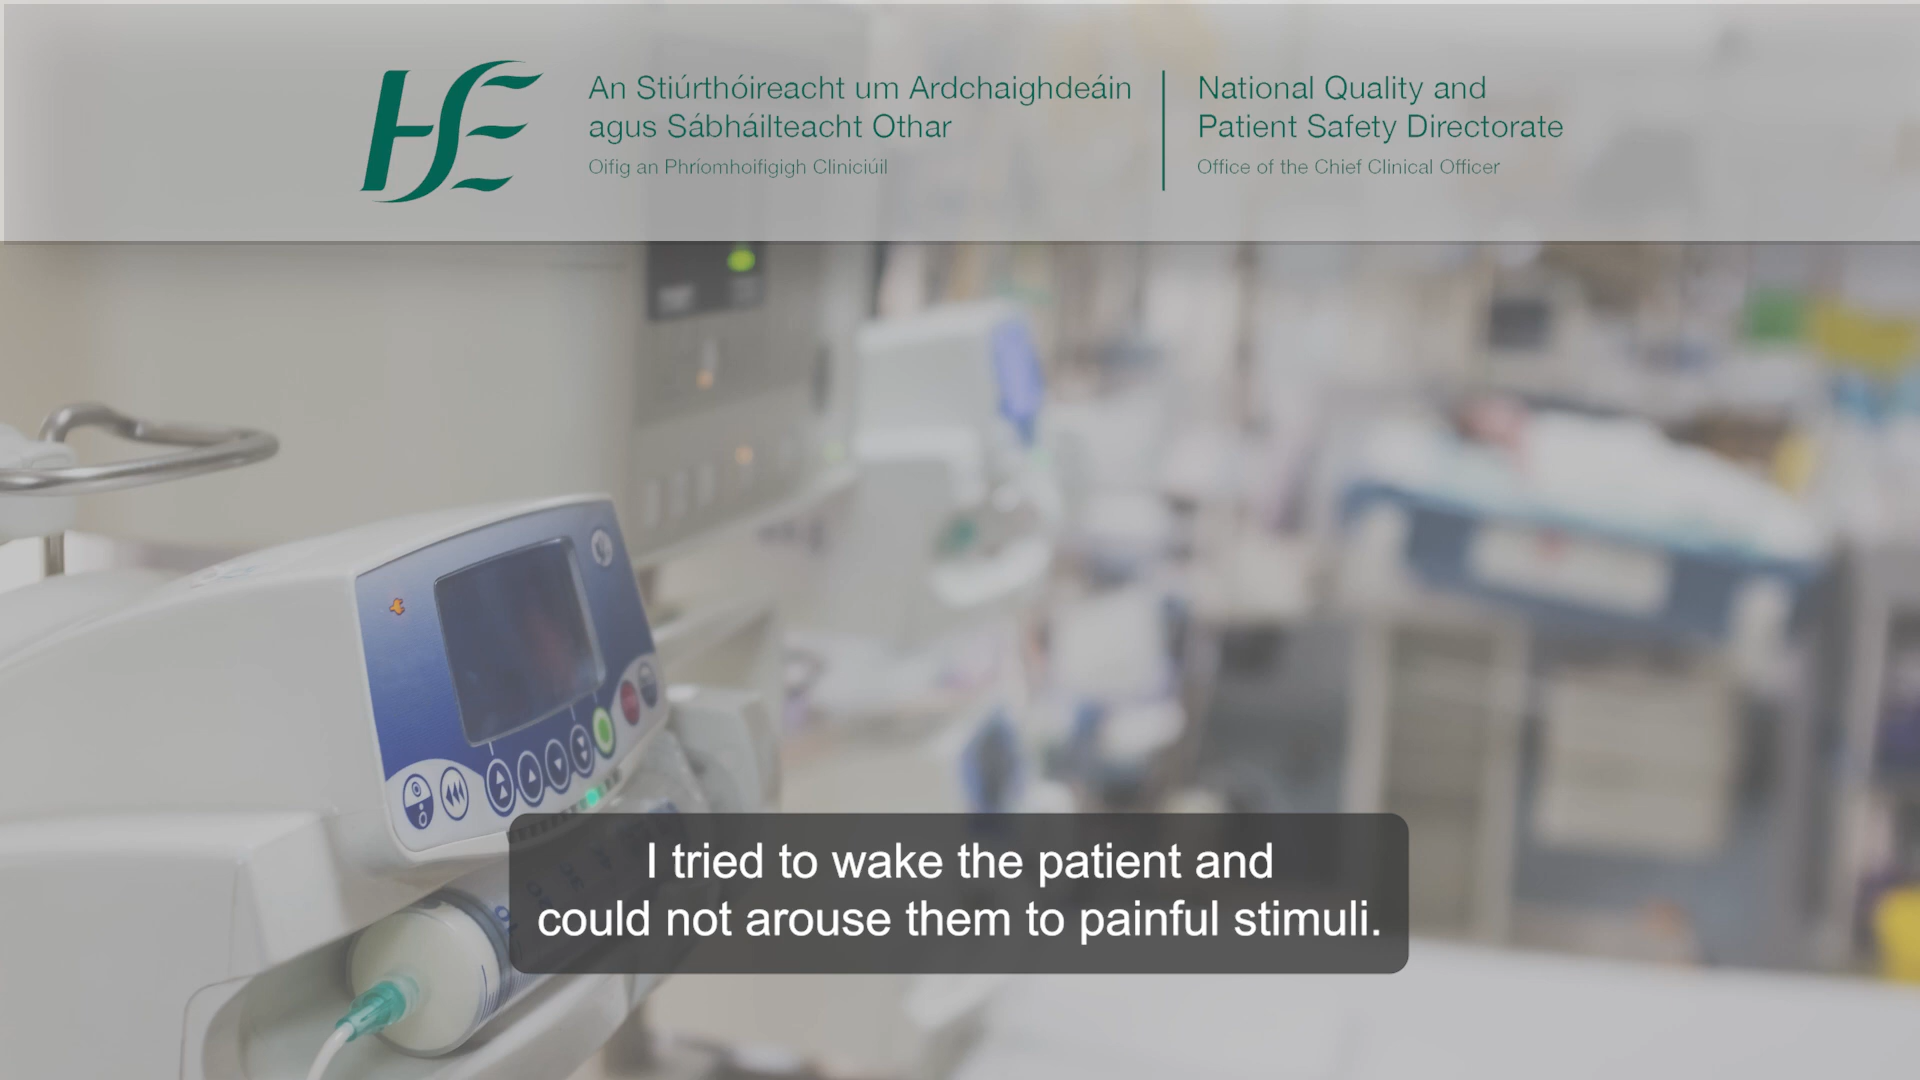 HSE
An Stiúrthóireacht um Ardchaighdeáin
agus Sábháilteacht Othar
Oifig an Phríomhoifigigh Cliniciúil
National Quality and
Patient Safety Directorate
Office of the Chief Clinical Officer
I tried to wake the patient and
could not arouse them to painful stimuli.